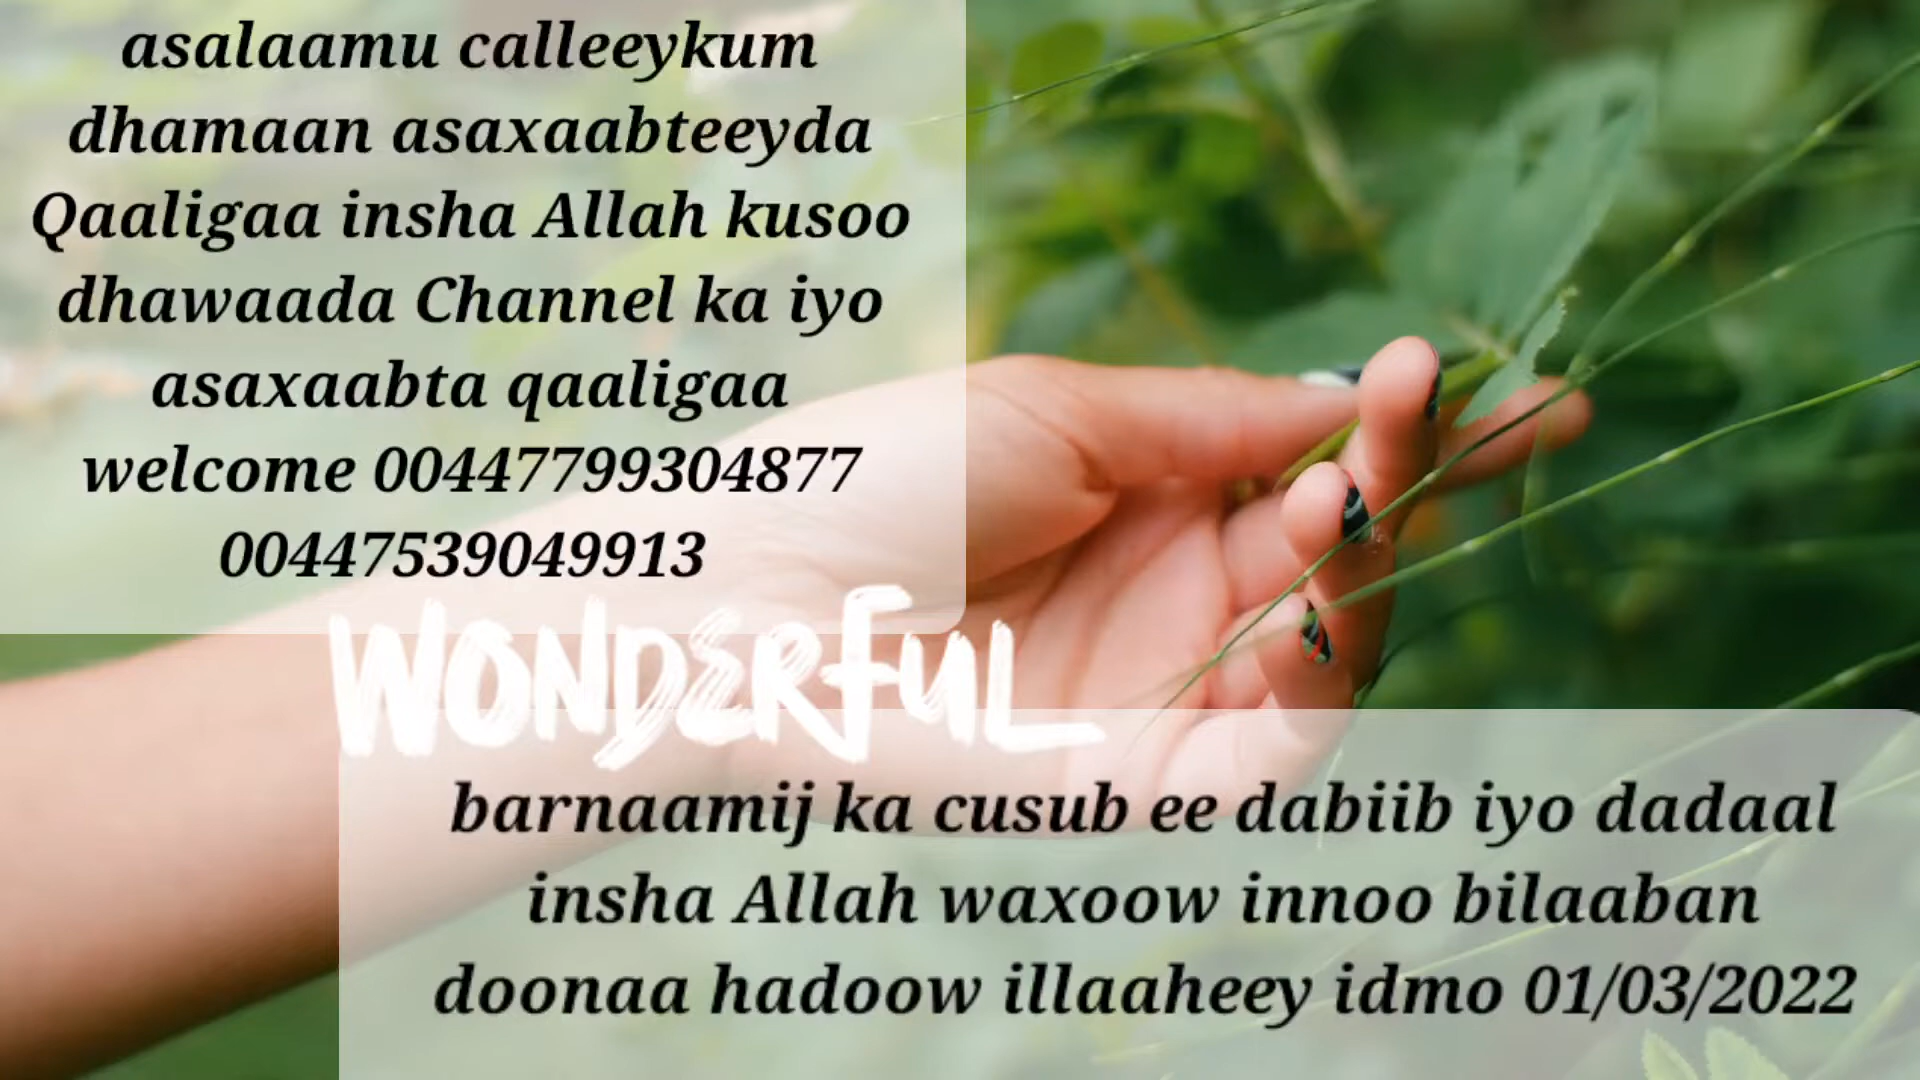 asalaamu calleeykum
dhamaan asaxaabteeyda
Qaaligaa insha Allah kusoo
dhawaada Channel ka iyo
asaxaabta qaaligaa
welcome 00447799304877
00447539049913
WONDERFUL
barnaamij ka cusub ee dabiib iyo dadaal
insha Allah waxoow innoo bilaaban
doonaa hadoow illaaheey idmo 01/03/2022